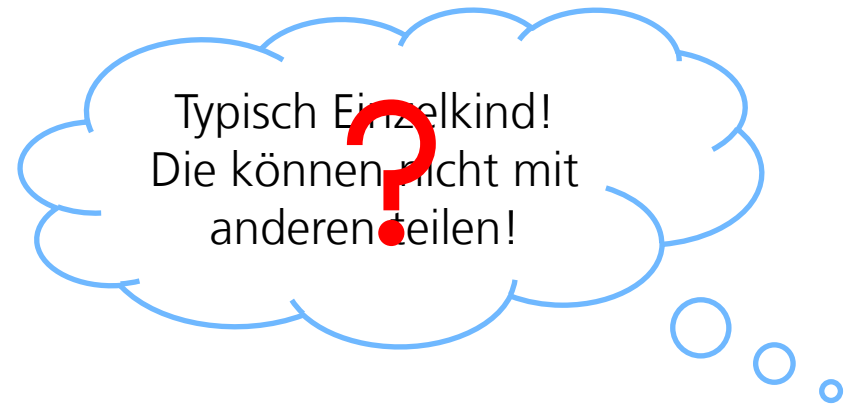 Typisch Einzelkind!
Die können nicht mit
anderen teilen!
?